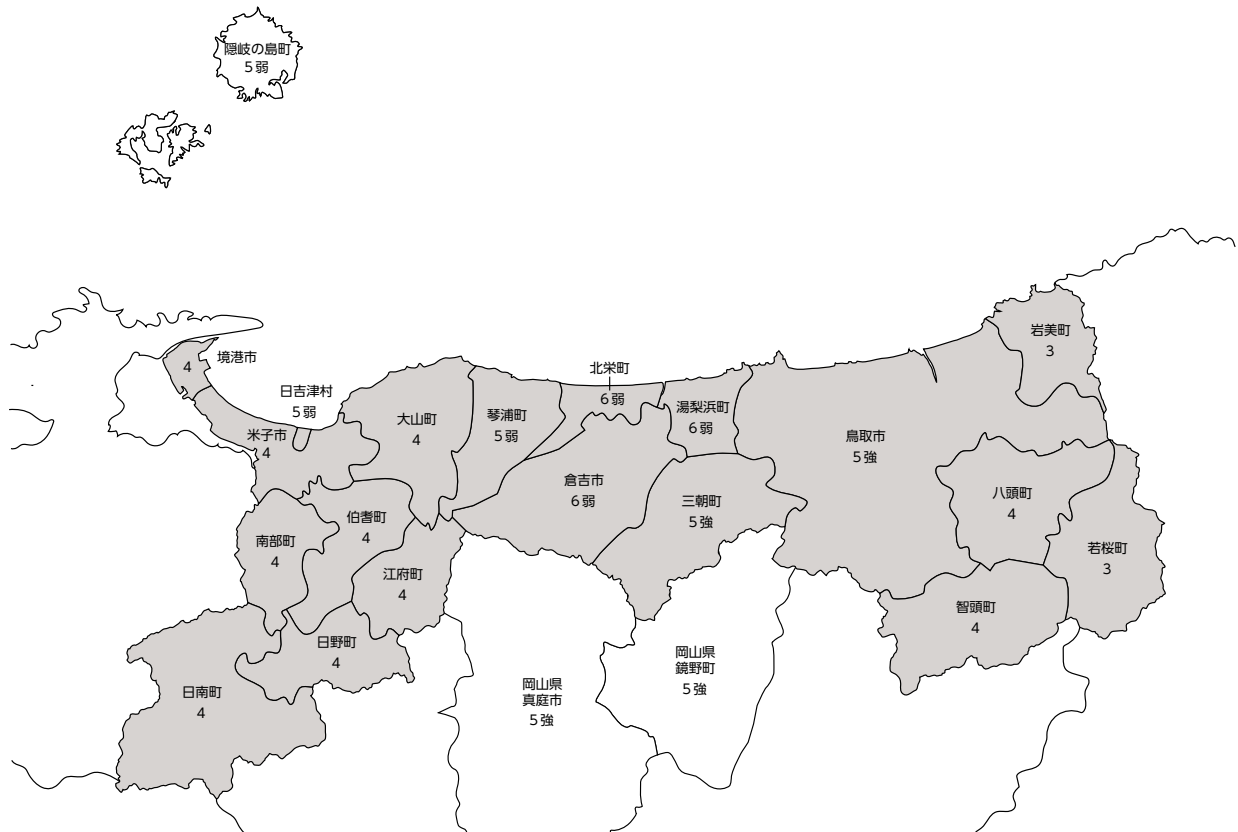 隠岐の島町
5弱
境港市
4
日吉津村
5弱
米子市
4
大山町
4
琴浦町
5弱
北栄町
6弱
湯梨浜町
6弱
鳥取市
5強
岩美町
3
倉吉市
6弱
三朝町
5強
八頭町
4
若桜町
3
智頭町
4
南部町
4
伯耆町
4
江府町
4
日野町
4
日南町
4
岡山県
真庭市
5強
岡山県
鏡野町
5強